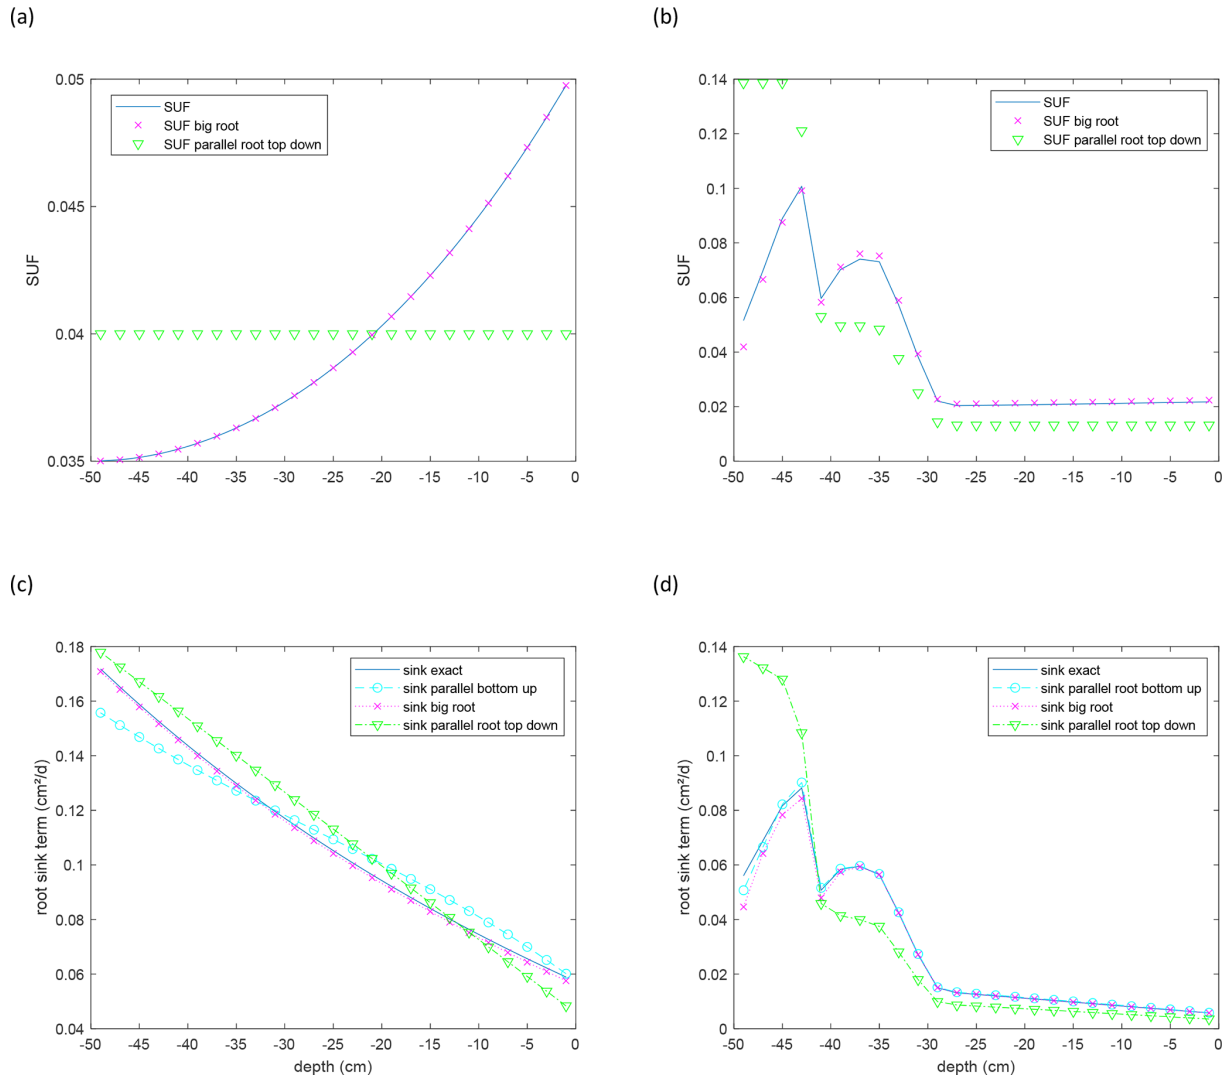 (a)
(b)
0.05
0.045
0.04
0.035
SUF
SUF
SUF big root
SUF parallel root top down
-50 -45 -40 -35 -30 -25 -20 -15 -10 -5 0
0.14
0.12
0.1
0.08
0.06
0.04
0.02
0
SUF
SUF
SUF big root
SUF parallel root top down
-50 -45 -40 -35 -30 -25 -20 -15 -10 -5 0
(c)
(d)
0.18
0.16
0.14
0.12
0.1
0.08
0.06
0.04
root sink term (cm²/d)
sink exact
sink parallel bottom up
sink big root
sink parallel root top down
-50 -45 -40 -35 -30 -25 -20 -15 -10 -5 0
depth (cm)
0.14
0.12
0.1
0.08
0.06
0.04
0.02
0
root sink term (cm²/d)
sink exact
sink parallel root bottom up
sink big root
sink parallel root top down
-50 -45 -40 -35 -30 -25 -20 -15 -10 -5 0
depth (cm)